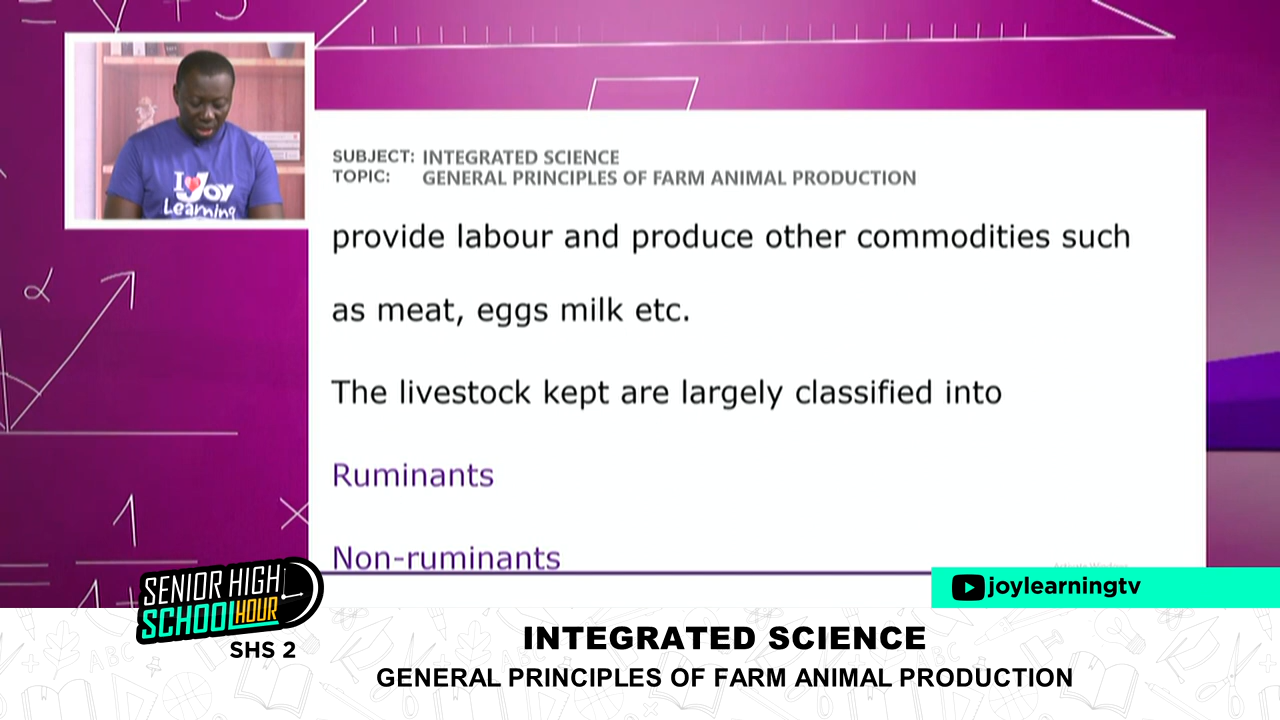 I Joy
Learning
SUBJECT: INTEGRATED SCIENCE
TOPIC: GENERAL PRINCIPLES OF FARM ANIMAL PRODUCTION
provide labour and produce other commodities such
as meat, eggs milk etc.
The livestock kept are largely classified into
Ruminants
Non-ruminants
SENIOR HIGH
SCHOOL HOUR
SHS 2
joylearningtv
INTEGRATED SCIENCE
GENERAL PRINCIPLES OF FARM ANIMAL PRODUCTION